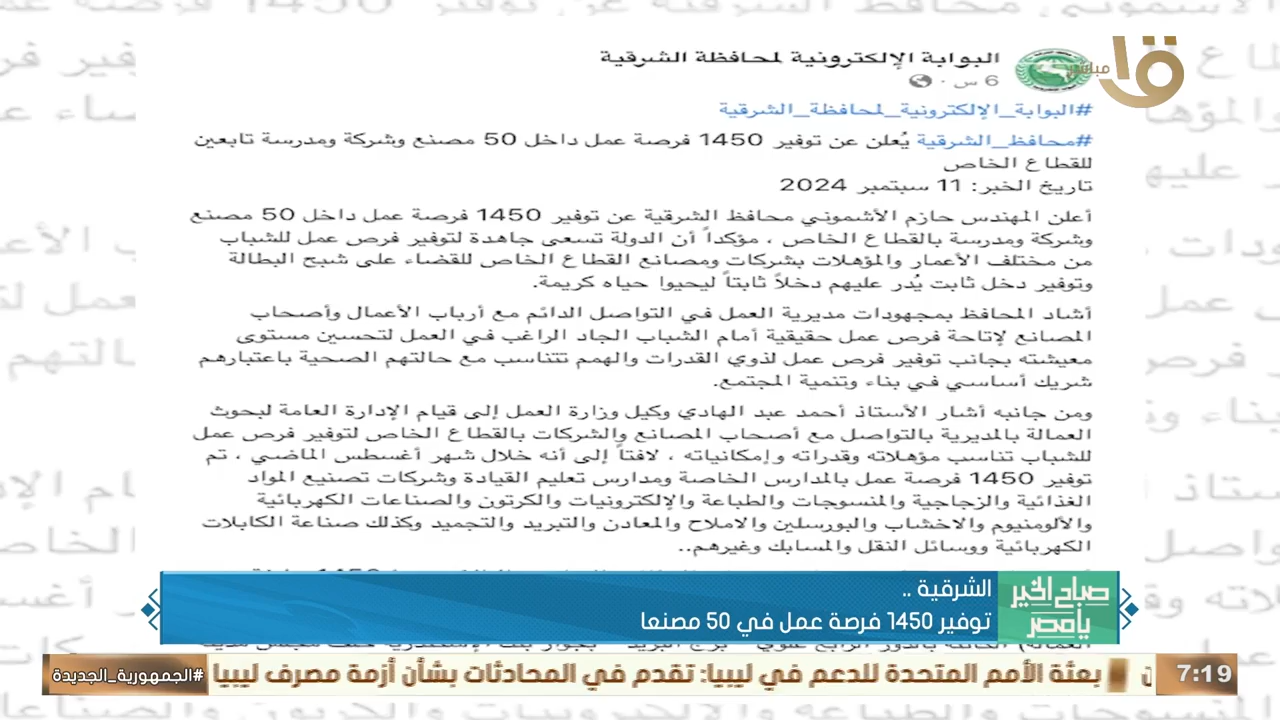 البوابة الإلكترونية لمحافظة الشرقية
6 س ·
مباشر
#البوابة_الإلكترونية_لمحافظة_الشرقية
#محافظ_الشرقية يُعلن عن توفير 1450 فرصة عمل داخل 50 مصنع وشركة ومدرسة تابعين
للقطاع الخاص
تاريخ الخبر: 11 سبتمبر 2024
أعلن المهندس حازم الأشموني محافظ الشرقية عن توفير 1450 فرصة عمل داخل 50 مصنع
وشركة ومدرسة بالقطاع الخاص ، مؤكداً أن الدولة تسعى جاهدة لتوفير فرص عمل للشباب
من مختلف الأعمار والمؤهلات بشركات ومصانع القطاع الخاص للقضاء على شبح البطالة
وتوفير دخل ثابت يُدر عليهم دخلاً ثابتاً ليحيوا حياه كريمة.
أشاد المحافظ بمجهودات مديرية العمل في التواصل الدائم مع أرباب الأعمال وأصحاب
المصانع لإتاحة فرص عمل حقيقية أمام الشباب الجاد الراغب في العمل لتحسين مستوى
معيشته بجانب توفير فرص عمل لذوي القدرات والهمم تتناسب مع حالتهم الصحية باعتبارهم
شريك أساسي في بناء وتنمية المجتمع.
ومن جانبه أشار الأستاذ أحمد عبد الهادي وكيل وزارة العمل إلى قيام الإدارة العامة لبحوث
العمالة بالمديرية بالتواصل مع أصحاب المصانع والشركات بالقطاع الخاص لتوفير فرص عمل
للشباب تناسب مؤهلاته وقدراته وإمكانياته ، لافتاً إلى أنه خلال شهر أغسطس الماضي ، تم
توفير 1450 فرصة عمل بالمدارس الخاصة ومدارس تعليم القيادة وشركات تصنيع المواد
الغذائية والزجاجية والمنسوجات والطباعة والإلكترونيات والكرتون والصناعات الكهربائية
والألومنيوم والاخشاب والبورسلين والاملاح والمعادن والتبريد والتجميد وكذلك صناعة الكابلات
الكهربائية ووسائل النقل والمسابك وغيرهم..
صباح الخير
يا مصر
الشرقية ..
توفير 1450 فرصة عمل في 50 مصنعا
7:19
بعثة الأمم المتحدة للدعم في ليبيا: تقدم في المحادثات بشأن أزمة مصرف ليبيا
#الجمهورية_الجديدة